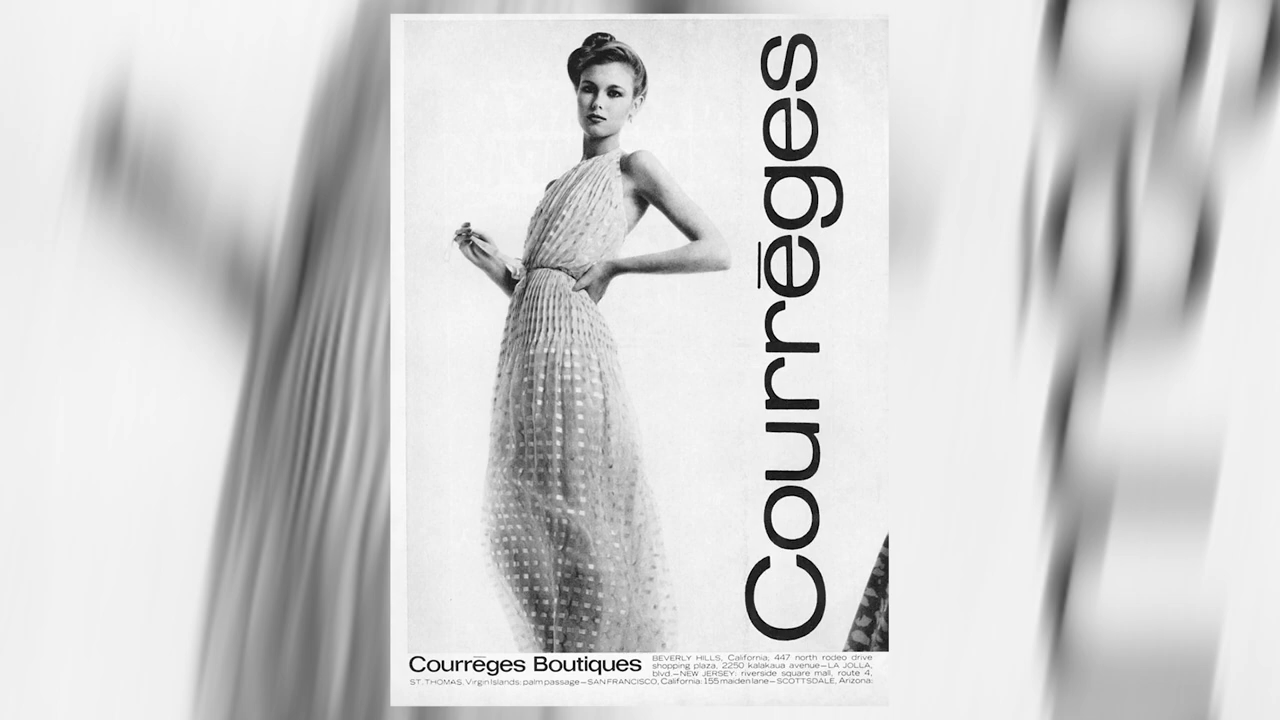 Courrēges
Courrēges Boutiques
BEVERLY HILLS, California; 447 north rodeo drive
shopping plaza, 2250 kalakaua avenue—LA JOLLA,
blvd.—NEW JERSEY: riverside square mall, route 4,
ST. THOMAS, Virgin Islands: palm passage—SAN FRANCISCO, California: 155 maiden lane—SCOTTSDALE, Arizona: